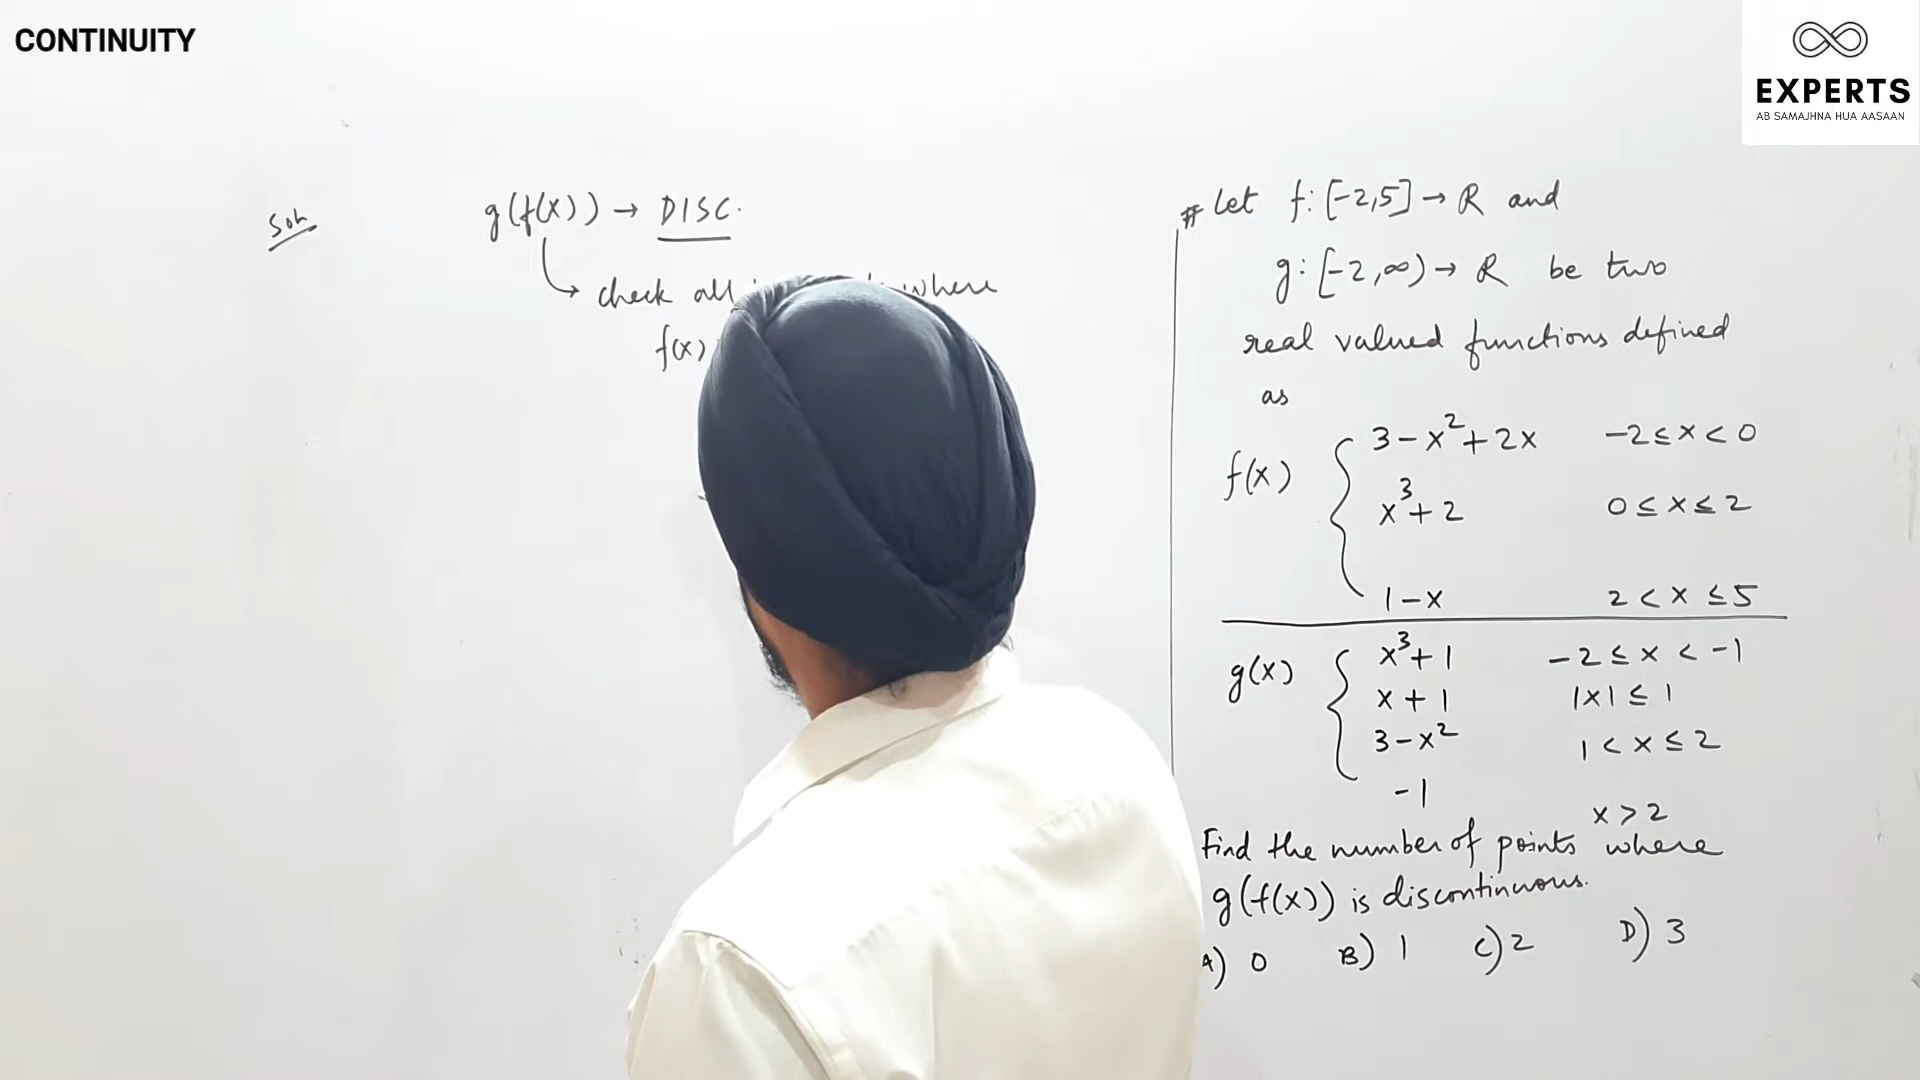 CONTINUITY
EXPERTS
AB SAMAJHNA HUA AASAAN
Soln
g(f(x)) → DISC.
check all where
f(x)
# Let f: [-2,5] → R and
g: [-2,∞) → R be two
real valued functions defined
as
f(x) { 3-x²+2x -2≤x<0
x³+2 0≤x≤2
1-x 2<x≤5
g(x) { x³+1 -2≤x<-1
x+1 |x|≤1
3-x² 1<x≤2
-1 x>2
Find the number of points where
g(f(x)) is discontinuous.
A) 0 B) 1 C) 2 D) 3